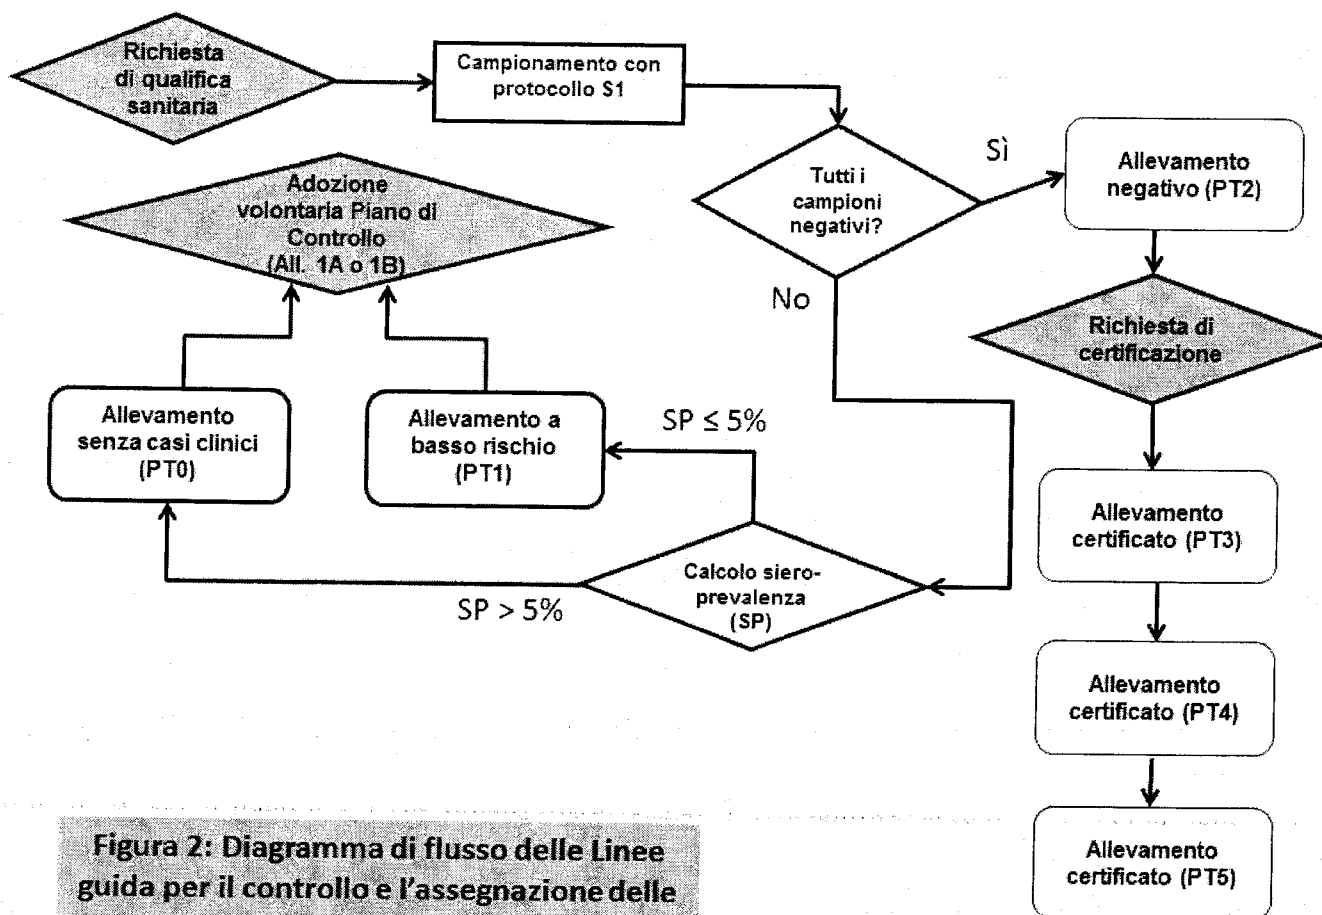 Richiesta
di qualifica
sanitaria
Campionamento con
protocollo S1
Tutti i
campioni
negativi?
Sì
No
Allevamento
negativo (PT2)
Adozione
volontaria Piano di
Controllo
(All. 1A o 1B)
Richiesta di
certificazione
Allevamento
senza casi clinici
(PT0)
Allevamento a
basso rischio
(PT1)
SP ≤ 5%
Allevamento
certificato (PT3)
Calcolo siero-
prevalenza
(SP)
SP > 5%
Allevamento
certificato (PT4)
Allevamento
certificato (PT5)
Figura 2: Diagramma di flusso delle Linee
guida per il controllo e l'assegnazione delle